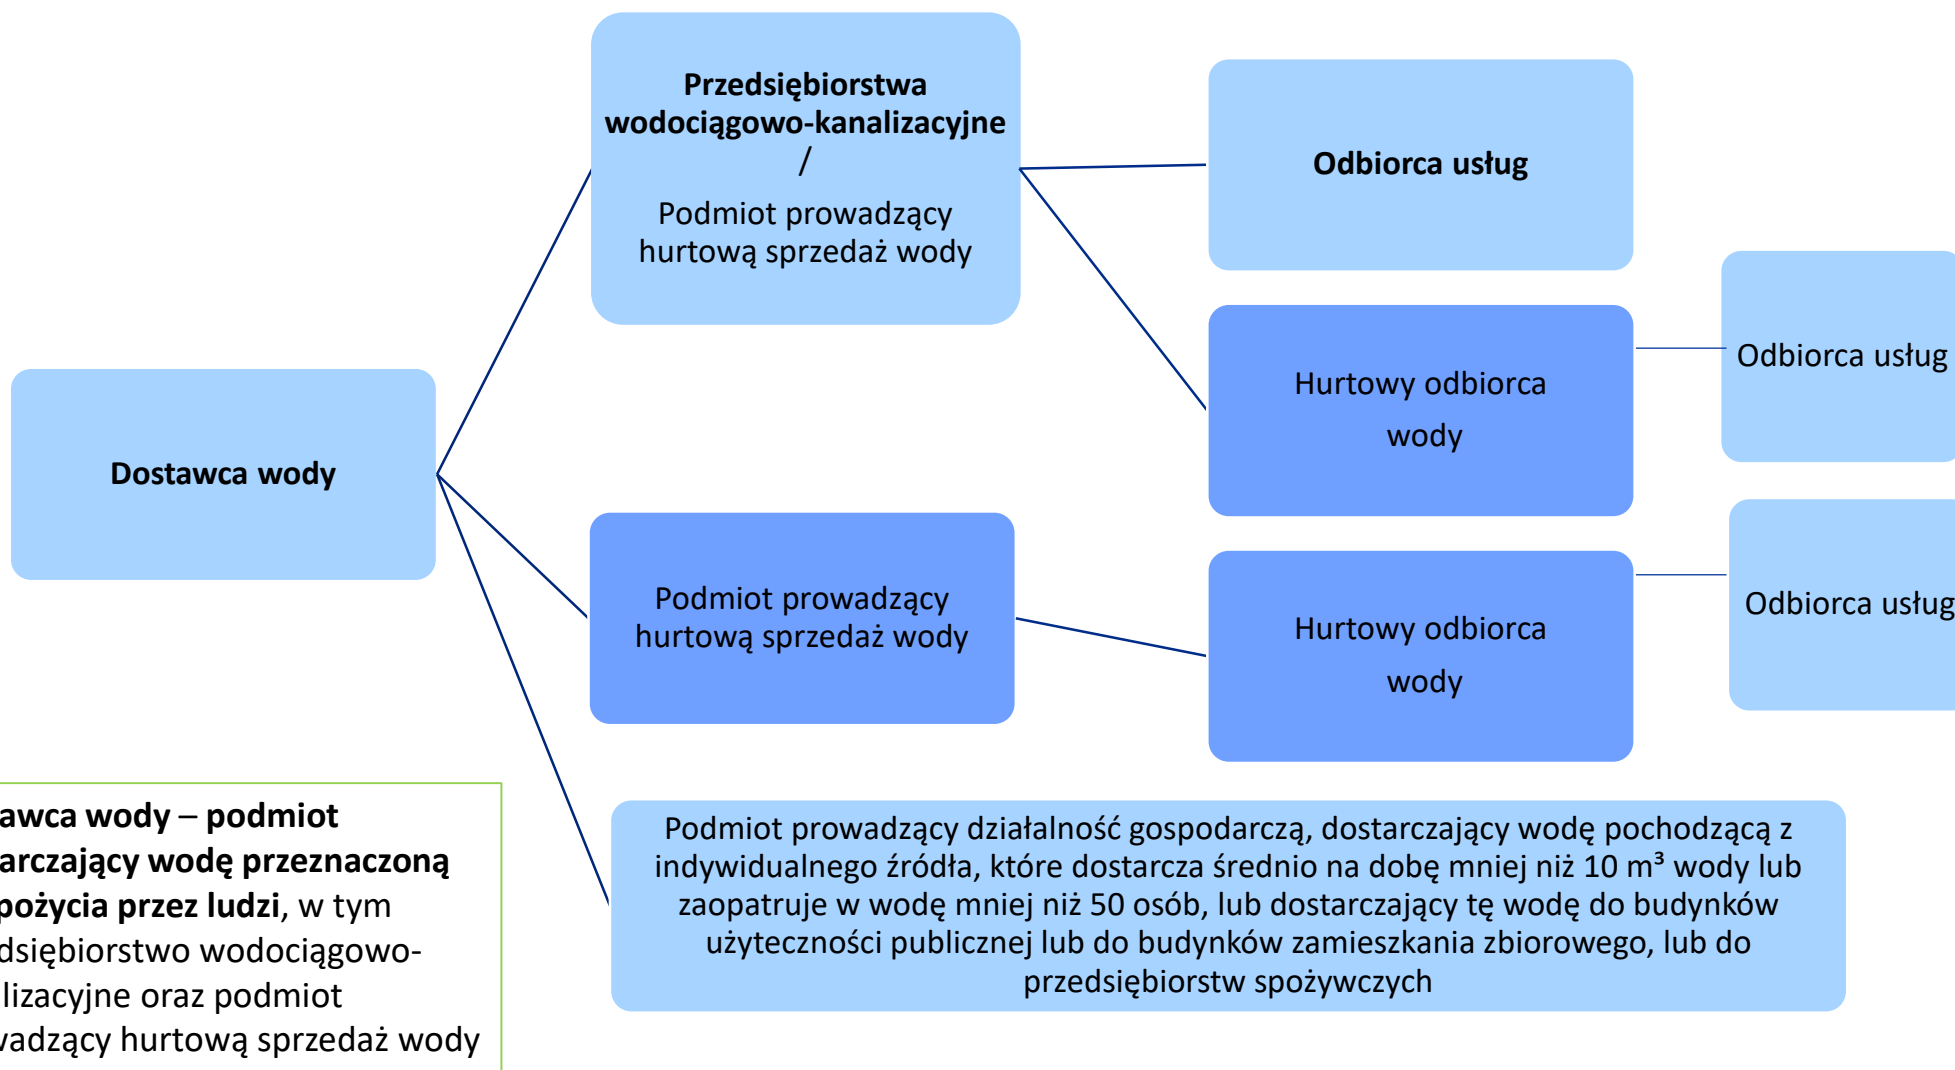 Przedsiębiorstwa
wodociągowo-kanalizacyjne
/
Podmiot prowadzący
hurtową sprzedaż wody
Odbiorca usług
Hurtowy odbiorca
wody
Odbiorca usług
Dostawca wody
Podmiot prowadzący
hurtową sprzedaż wody
Hurtowy odbiorca
wody
Odbiorca usług
awca wody – podmiot
arczający wodę przeznaczoną
pożycia przez ludzi, w tym
dsiębiorstwo wodociągowo-
lizacyjne oraz podmiot
wadzący hurtową sprzedaż wody
Podmiot prowadzący działalność gospodarczą, dostarczający wodę pochodzącą z
indywidualnego źródła, które dostarcza średnio na dobę mniej niż 10 m³ wody lub
zaopatruje w wodę mniej niż 50 osób, lub dostarczający tę wodę do budynków
użyteczności publicznej lub do budynków zamieszkania zbiorowego, lub do
przedsiębiorstw spożywczych